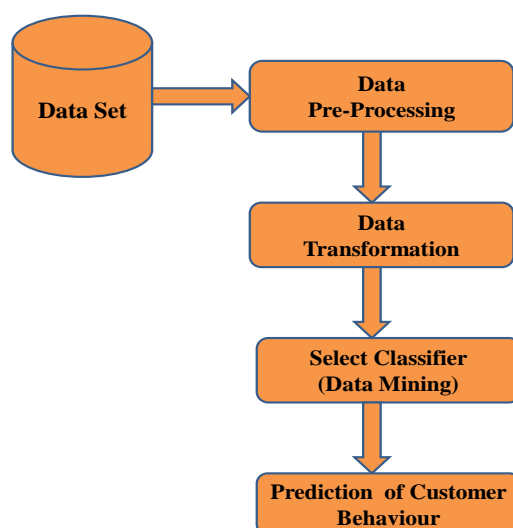 Data Set
Data
Pre-Processing
Data
Transformation
Select Classifier
(Data Mining)
Prediction of Customer
Behaviour